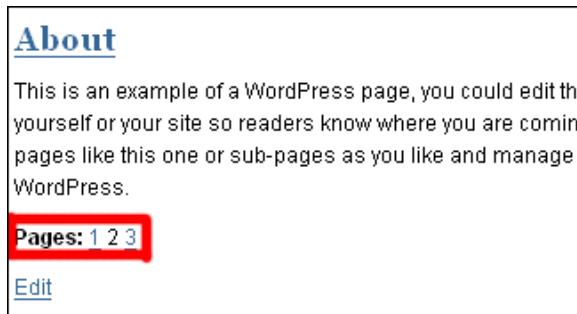 About
This is an example of a WordPress page, you could edit th
yourself or your site so readers know where you are comin
pages like this one or sub-pages as you like and manage
WordPress.
Pages: 1 2 3
Edit